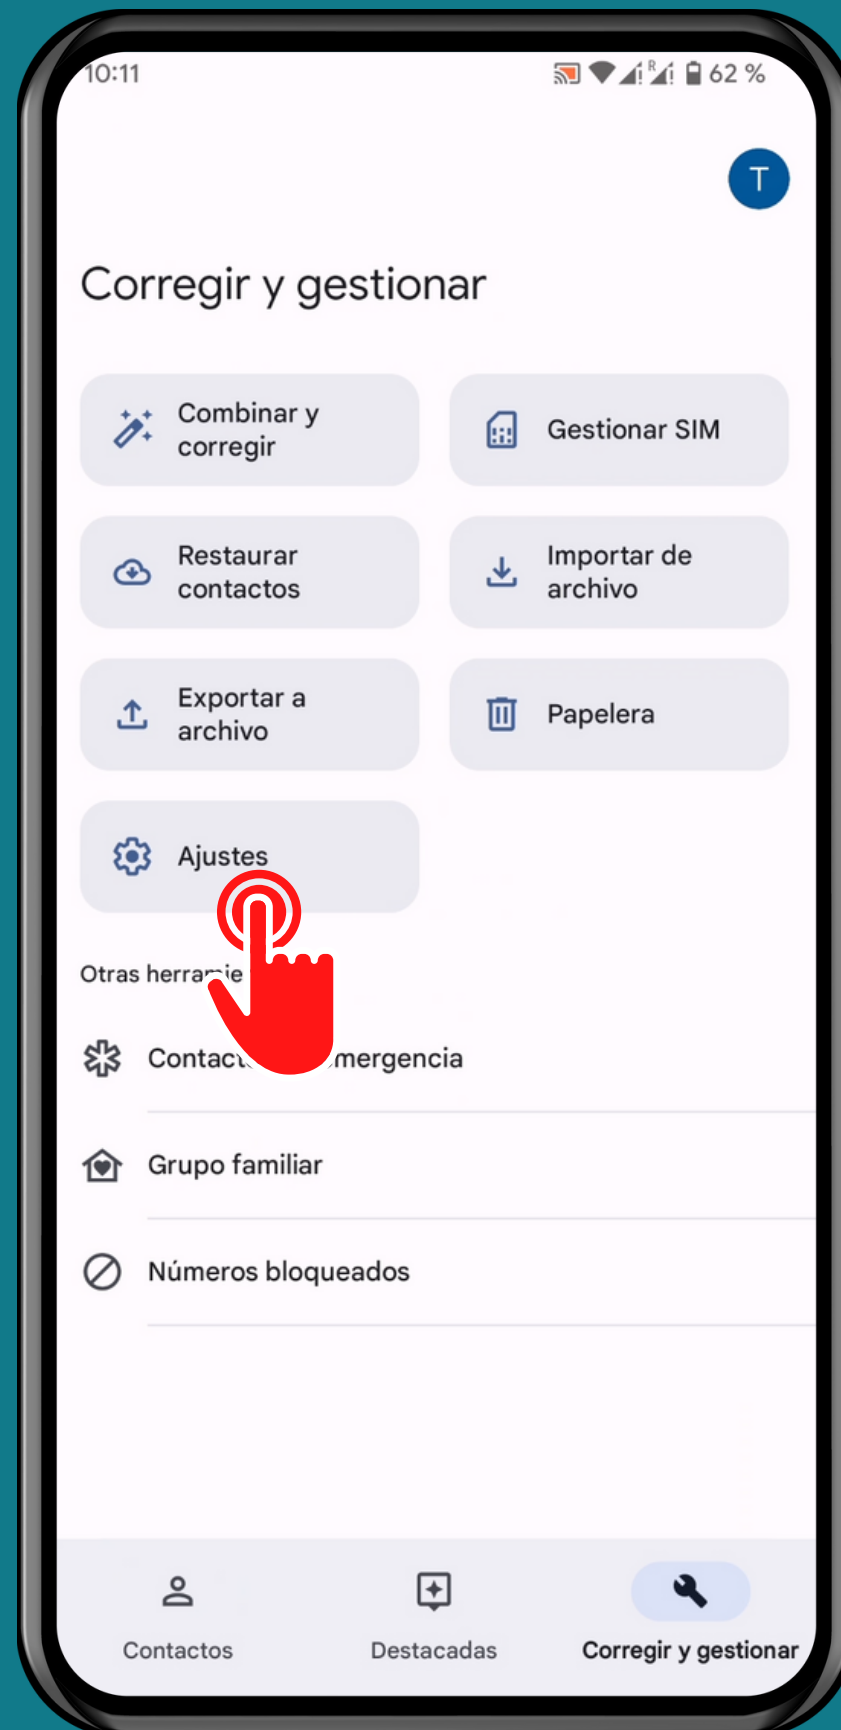 10:11
R
62 %
T
Corregir y gestionar
Combinar y
corregir
Gestionar SIM
Restaurar
contactos
Importar de
archivo
Exportar a
archivo
Papelera
Ajustes
Otras
Grupo familiar
Números bloqueados
Contactos
Destacadas
Corregir y gestionar